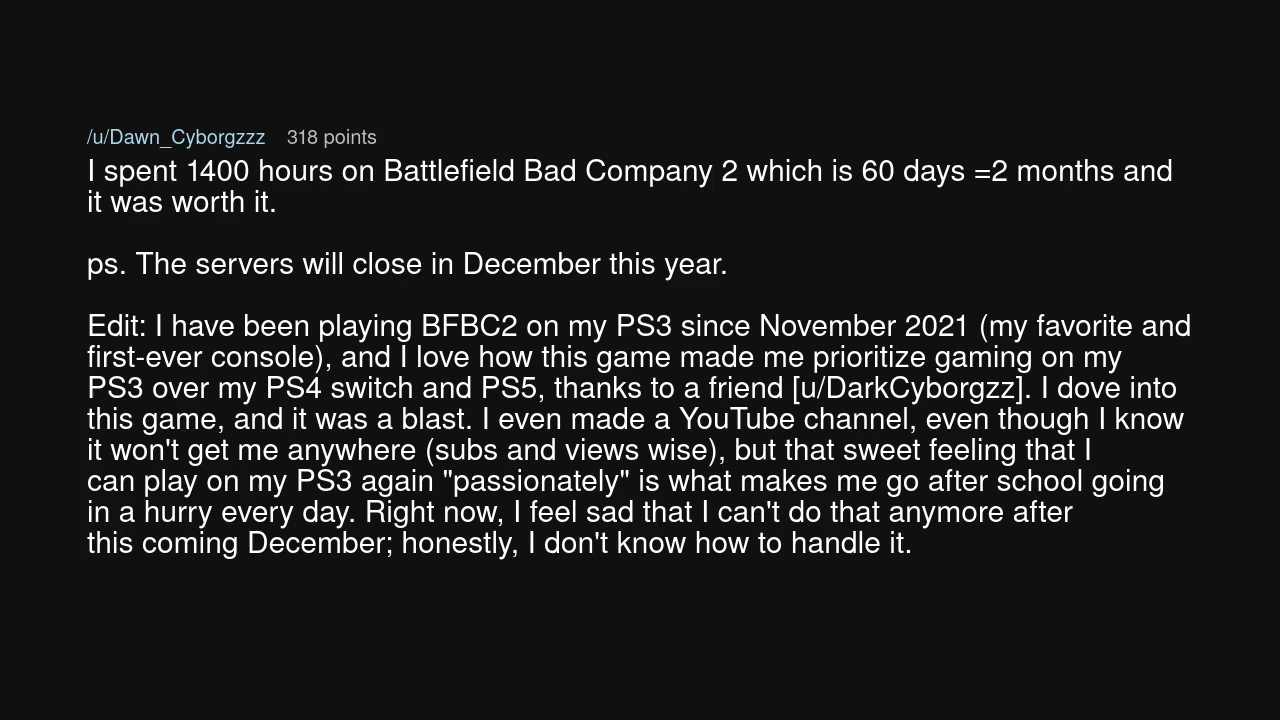 /u/Dawn_Cyborgzzz 318 points
I spent 1400 hours on Battlefield Bad Company 2 which is 60 days =2 months and
it was worth it.
ps. The servers will close in December this year.
Edit: I have been playing BFBC2 on my PS3 since November 2021 (my favorite and
first-ever console), and I love how this game made me prioritize gaming on my
PS3 over my PS4 switch and PS5, thanks to a friend [u/DarkCyborgzz]. I dove into
this game, and it was a blast. I even made a YouTube channel, even though I know
it won't get me anywhere (subs and views wise), but that sweet feeling that I
can play on my PS3 again "passionately" is what makes me go after school going
in a hurry every day. Right now, I feel sad that I can't do that anymore after
this coming December; honestly, I don't know how to handle it.